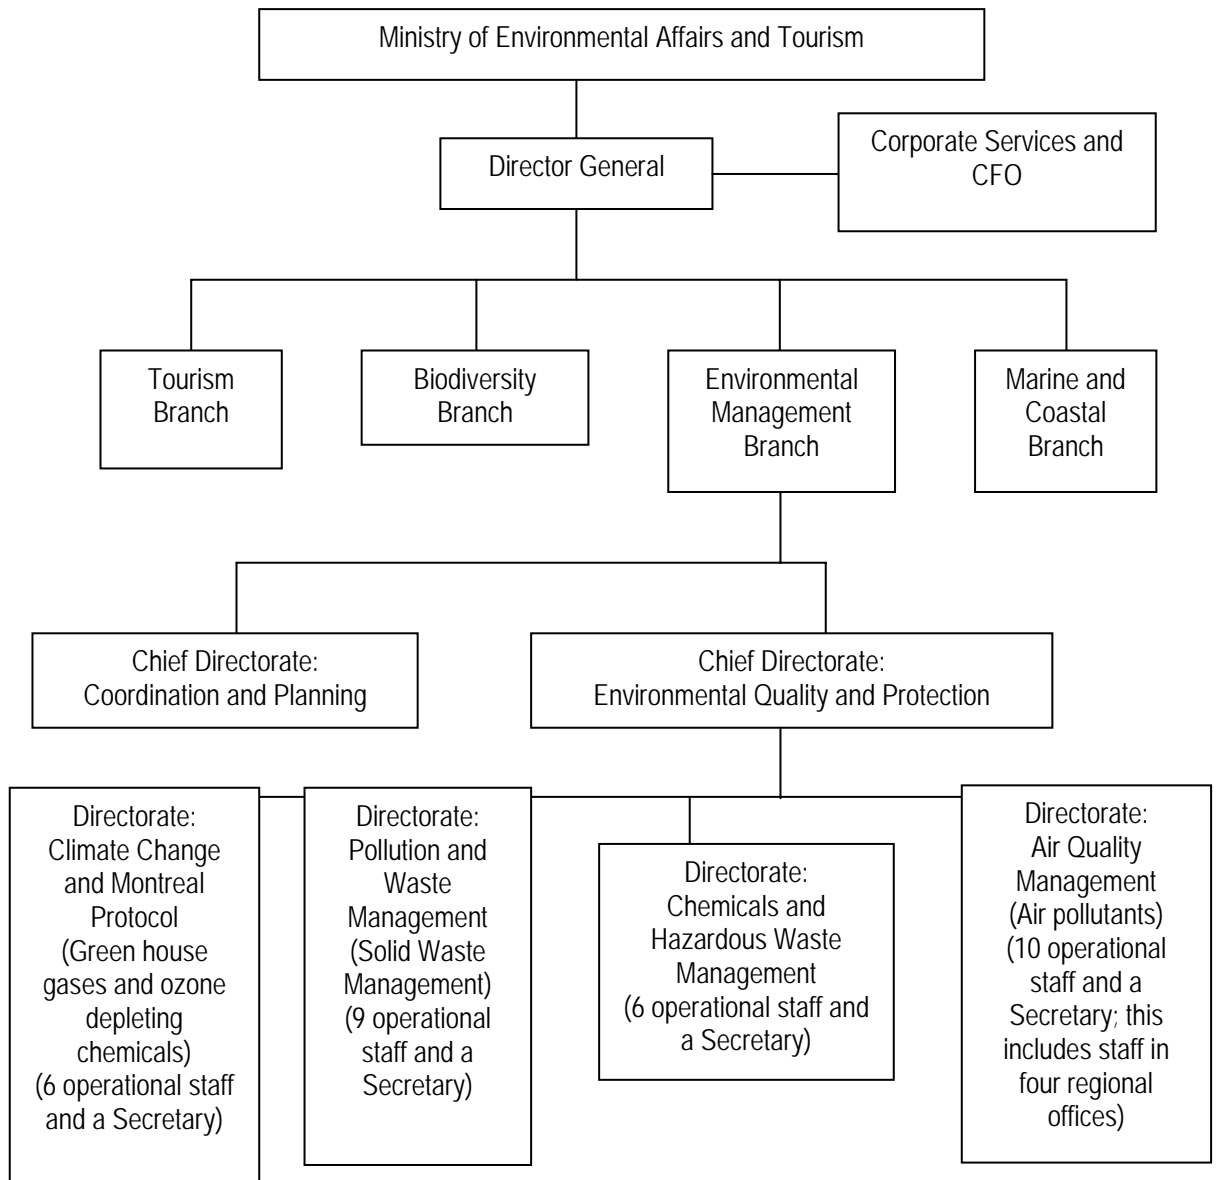 Ministry of Environmental Affairs and Tourism
Director General
Corporate Services and
CFO
Tourism
Branch
Biodiversity
Branch
Environmental
Management
Branch
Marine and
Coastal
Branch
Chief Directorate:
Coordination and Planning
Chief Directorate:
Environmental Quality and Protection
Directorate:
Climate Change
and Montreal
Protocol
(Green house
gases and ozone
depleting
chemicals)
(6 operational staff
and a Secretary)
Directorate:
Pollution and
Waste
Management
(Solid Waste
Management)
(9 operational
staff and a
Secretary)
Directorate:
Chemicals and
Hazardous Waste
Management
(6 operational staff and
a Secretary)
Directorate:
Air Quality
Management
(Air pollutants)
(10 operational
staff and a
Secretary; this
includes staff in
four regional
offices)